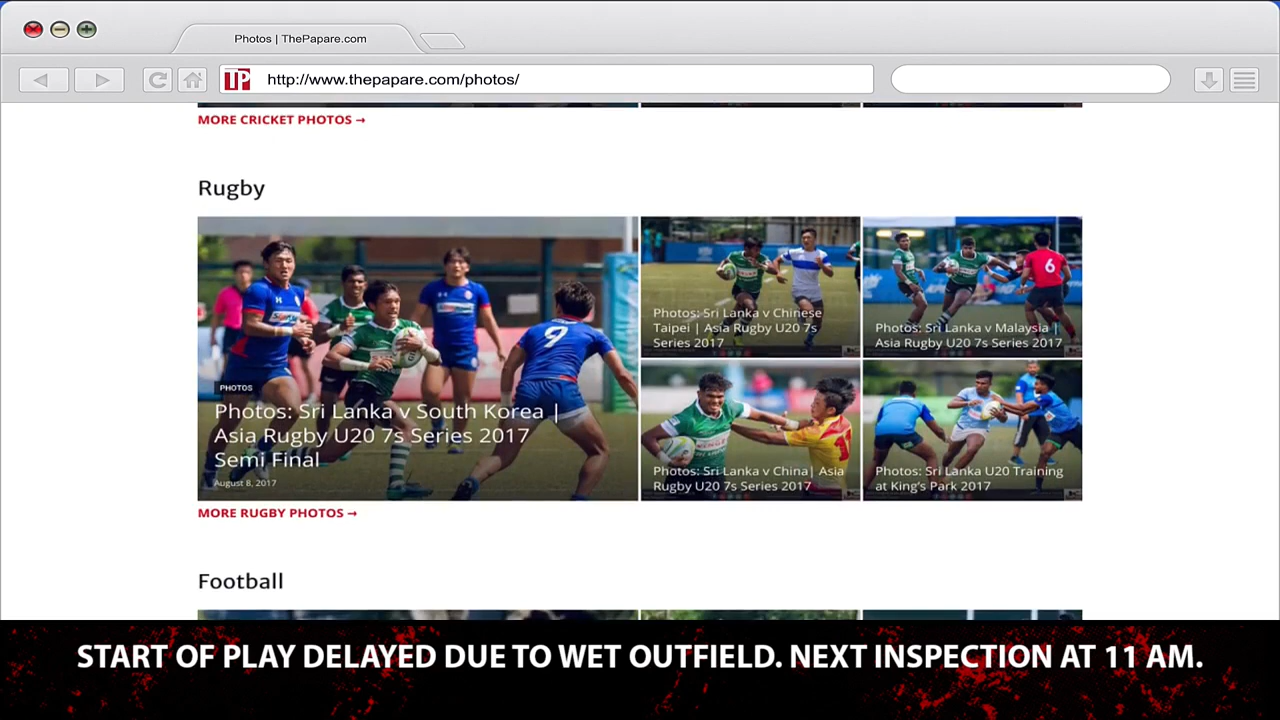 Photos | ThePapare.com
TP
http://www.thepapare.com/photos/
MORE CRICKET PHOTOS →
Rugby
PHOTOS
Photos: Sri Lanka v South Korea |
Asia Rugby U20 7s Series 2017
Semi Final
August 8, 2017
9
Photos: Sri Lanka v Chinese
Taipei | Asia Rugby U20 7s
Series 2017
6
Photos: Sri Lanka v Malaysia |
Asia Rugby U20 7s Series 2017
Photos: Sri Lanka v China| Asia
Rugby U20 7s Series 2017
Photos: Sri Lanka U20 Training
at King's Park 2017
MORE RUGBY PHOTOS →
Football
START OF PLAY DELAYED DUE TO WET OUTFIELD. NEXT INSPECTION AT 11 AM.